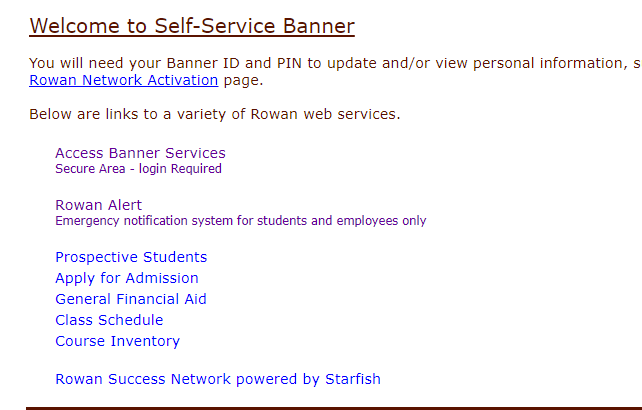 Welcome to Self-Service Banner
You will need your Banner ID and PIN to update and/or view personal information, s
Rowan Network Activation page.
Below are links to a variety of Rowan web services.
Access Banner Services
Secure Area - login Required
Rowan Alert
Emergency notification system for students and employees only
Prospective Students
Apply for Admission
General Financial Aid
Class Schedule
Course Inventory
Rowan Success Network powered by Starfish